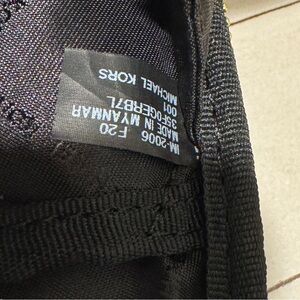 MICHAEL KORS
001
35F0GERB7L
MADE IN MYANMAR
F20
IM-2006